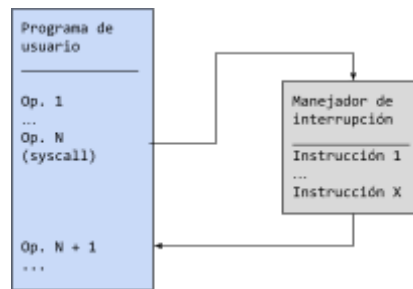 Programa de
usuario
Op. 1
...
Op. N
(syscall)
Op. N + 1
...
Manejador de
interrupción
Instrucción 1
...
Instrucción X